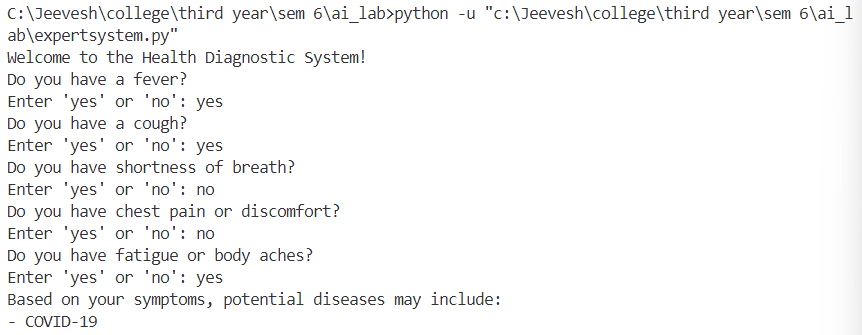 C:\Jeevesh\college\third year\sem 6\ai_lab>python -u "c:\Jeevesh\college\third year\sem 6\ai_l
ab\expertsystem.py"
Welcome to the Health Diagnostic System!
Do you have a fever?
Enter 'yes' or 'no': yes
Do you have a cough?
Enter 'yes' or 'no': yes
Do you have shortness of breath?
Enter 'yes' or 'no': no
Do you have chest pain or discomfort?
Enter 'yes' or 'no': no
Do you have fatigue or body aches?
Enter 'yes' or 'no': yes
Based on your symptoms, potential diseases may include:
- COVID-19